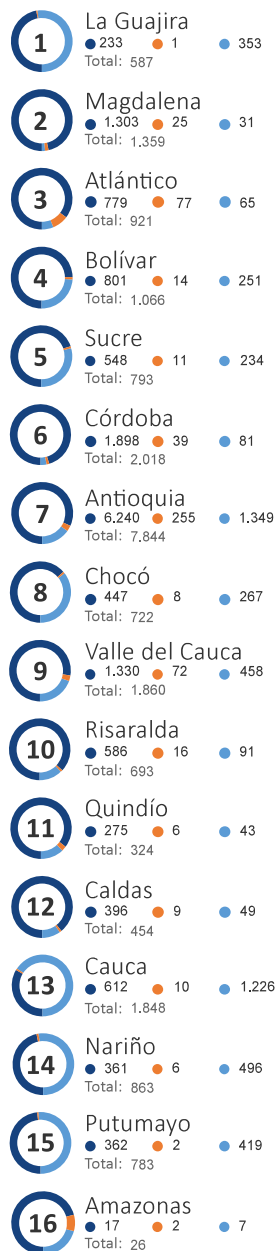 1
La Guajira
233 1 353
Total: 587
2
Magdalena
1.303 25 31
Total: 1.359
3
Atlántico
779 77 65
Total: 921
4
Bolívar
801 14 251
Total: 1.066
5
Sucre
548 11 234
Total: 793
6
Córdoba
1.898 39 81
Total: 2.018
7
Antioquia
6.240 255 1.349
Total: 7.844
8
Chocó
447 8 267
Total: 722
9
Valle del Cauca
1.330 72 458
Total: 1.860
10
Risaralda
586 16 91
Total: 693
11
Quindío
275 6 43
Total: 324
12
Caldas
396 9 49
Total: 454
13
Cauca
612 10 1.226
Total: 1.848
14
Nariño
361 6 496
Total: 863
15
Putumayo
362 2 419
Total: 783
16
Amazonas
17 2 7
Total: 26